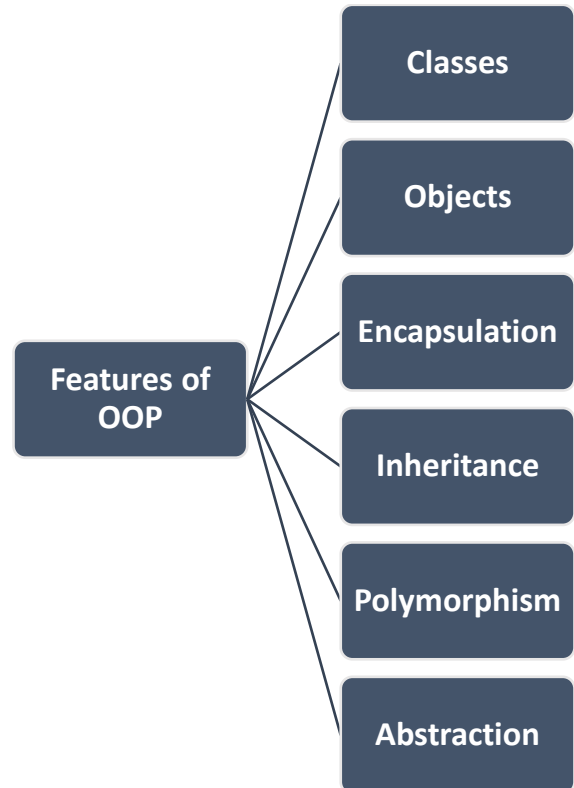 Classes
Objects
Encapsulation
Features of
OOP
Inheritance
Polymorphism
Abstraction